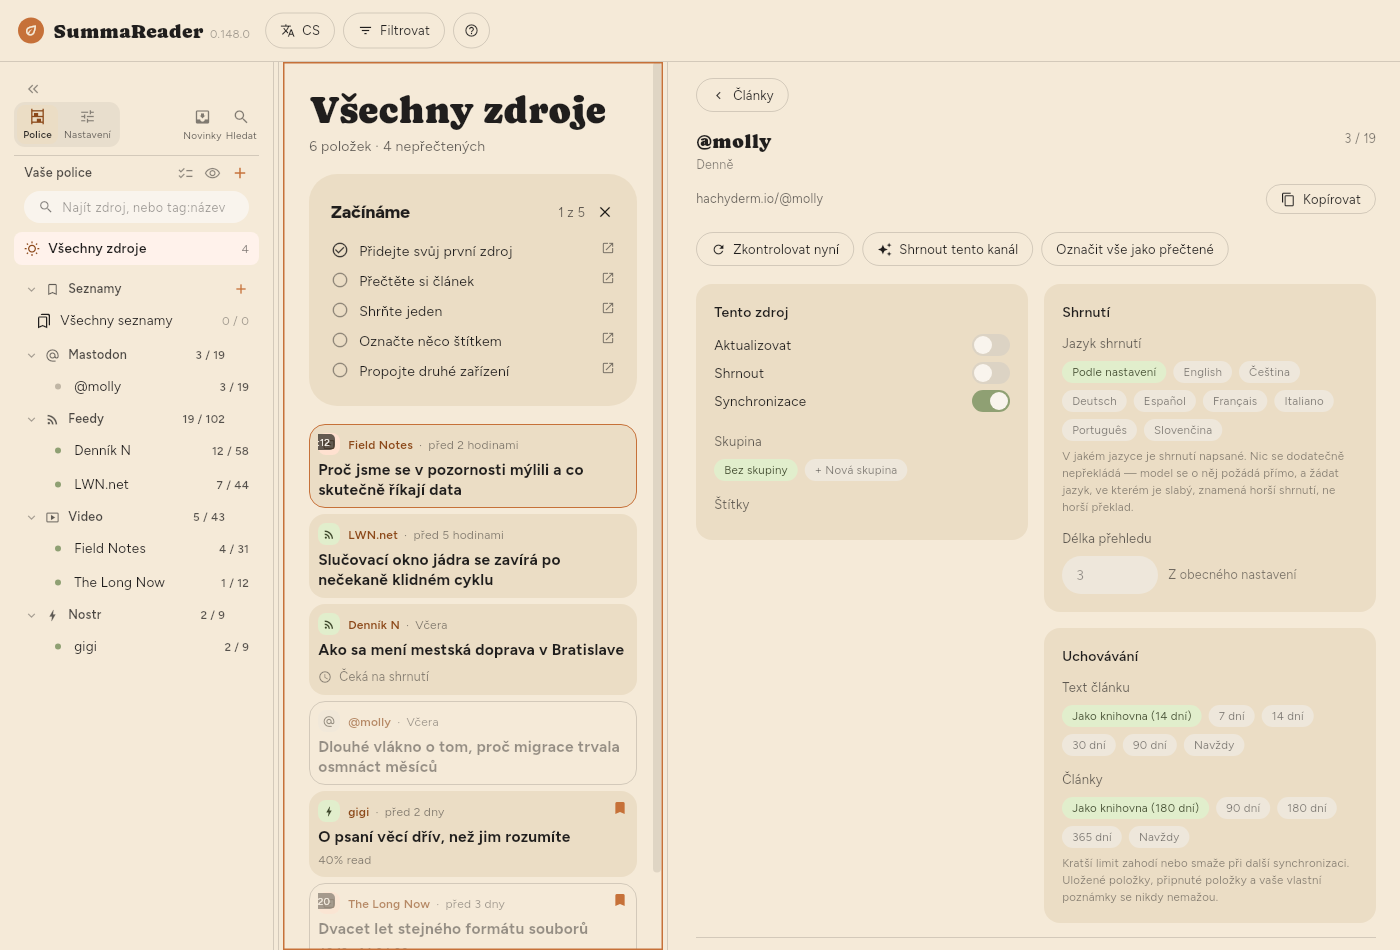 SummaReader 0.148.0
CS
Filtrovat
Police
Nastavení
Novinky
Hledat
Vaše police
Najít zdroj, nebo tag:název
Všechny zdroje 4
Seznamy
Všechny seznamy 0 / 0
Mastodon 3 / 19
@molly 3 / 19
Feedy 19 / 102
Denník N 12 / 58
LWN.net 7 / 44
Video 5 / 43
Field Notes 4 / 31
The Long Now 1 / 12
Nostr 2 / 9
gigi 2 / 9
Všechny zdroje
6 položek · 4 nepřečtených
Začínáme 1 z 5
Přidejte svůj první zdroj
Přečtěte si článek
Shrňte jeden
Označte něco štítkem
Propojte druhé zařízení
:12
Field Notes · před 2 hodinami
Proč jsme se v pozornosti mýlili a co
skutečně říkají data
LWN.net · před 5 hodinami
Slučovací okno jádra se zavírá po
nečekaně klidném cyklu
Denník N · Včera
Ako sa mení mestská doprava v Bratislave
Čeká na shrnutí
@molly · Včera
Dlouhé vlákno o tom, proč migrace trvala
osmnáct měsíců
gigi · před 2 dny
O psaní věcí dřív, než jim rozumíte
40% read
20
The Long Now · před 3 dny
Dvacet let stejného formátu souborů
Články
@molly 3 / 19
Denně
hachyderm.io/@molly
Kopírovat
Zkontrolovat nyní
Shrnout tento kanál
Označit vše jako přečtené
Tento zdroj
Aktualizovat
Shrnout
Synchronizace
Skupina
Bez skupiny
+ Nová skupina
Štítky
Shrnutí
Jazyk shrnutí
Podle nastavení English Čeština
Deutsch Español Français Italiano
Português Slovenčina
V jakém jazyce je shrnutí napsané. Nic se dodatečně
nepřekládá — model se o něj požádá přímo, a žádat
jazyk, ve kterém je slabý, znamená horší shrnutí, ne
horší překlad.
Délka přehledu
3 Z obecného nastavení
Uchovávání
Text článku
Jako knihovna (14 dní) 7 dní 14 dní
30 dní 90 dní Navždy
Články
Jako knihovna (180 dní) 90 dní 180 dní
365 dní Navždy
Kratší limit zahodí nebo smaže při další synchronizaci.
Uložené položky, připnuté položky a vaše vlastní
poznámky se nikdy nemažou.